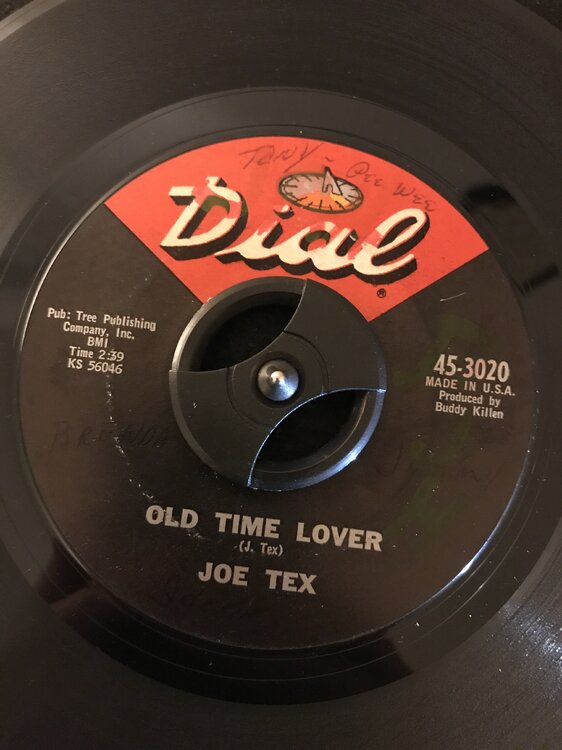 TONY - PEE WEE
Dial
®
Pub: Tree Publishing
Company, Inc.
BMI
Time 2:39
KS 56046
45-3020
MADE IN U.S.A.
Produced by
Buddy Killen
BRENDA
OLD TIME LOVER
(J. Tex)
JOE TEX